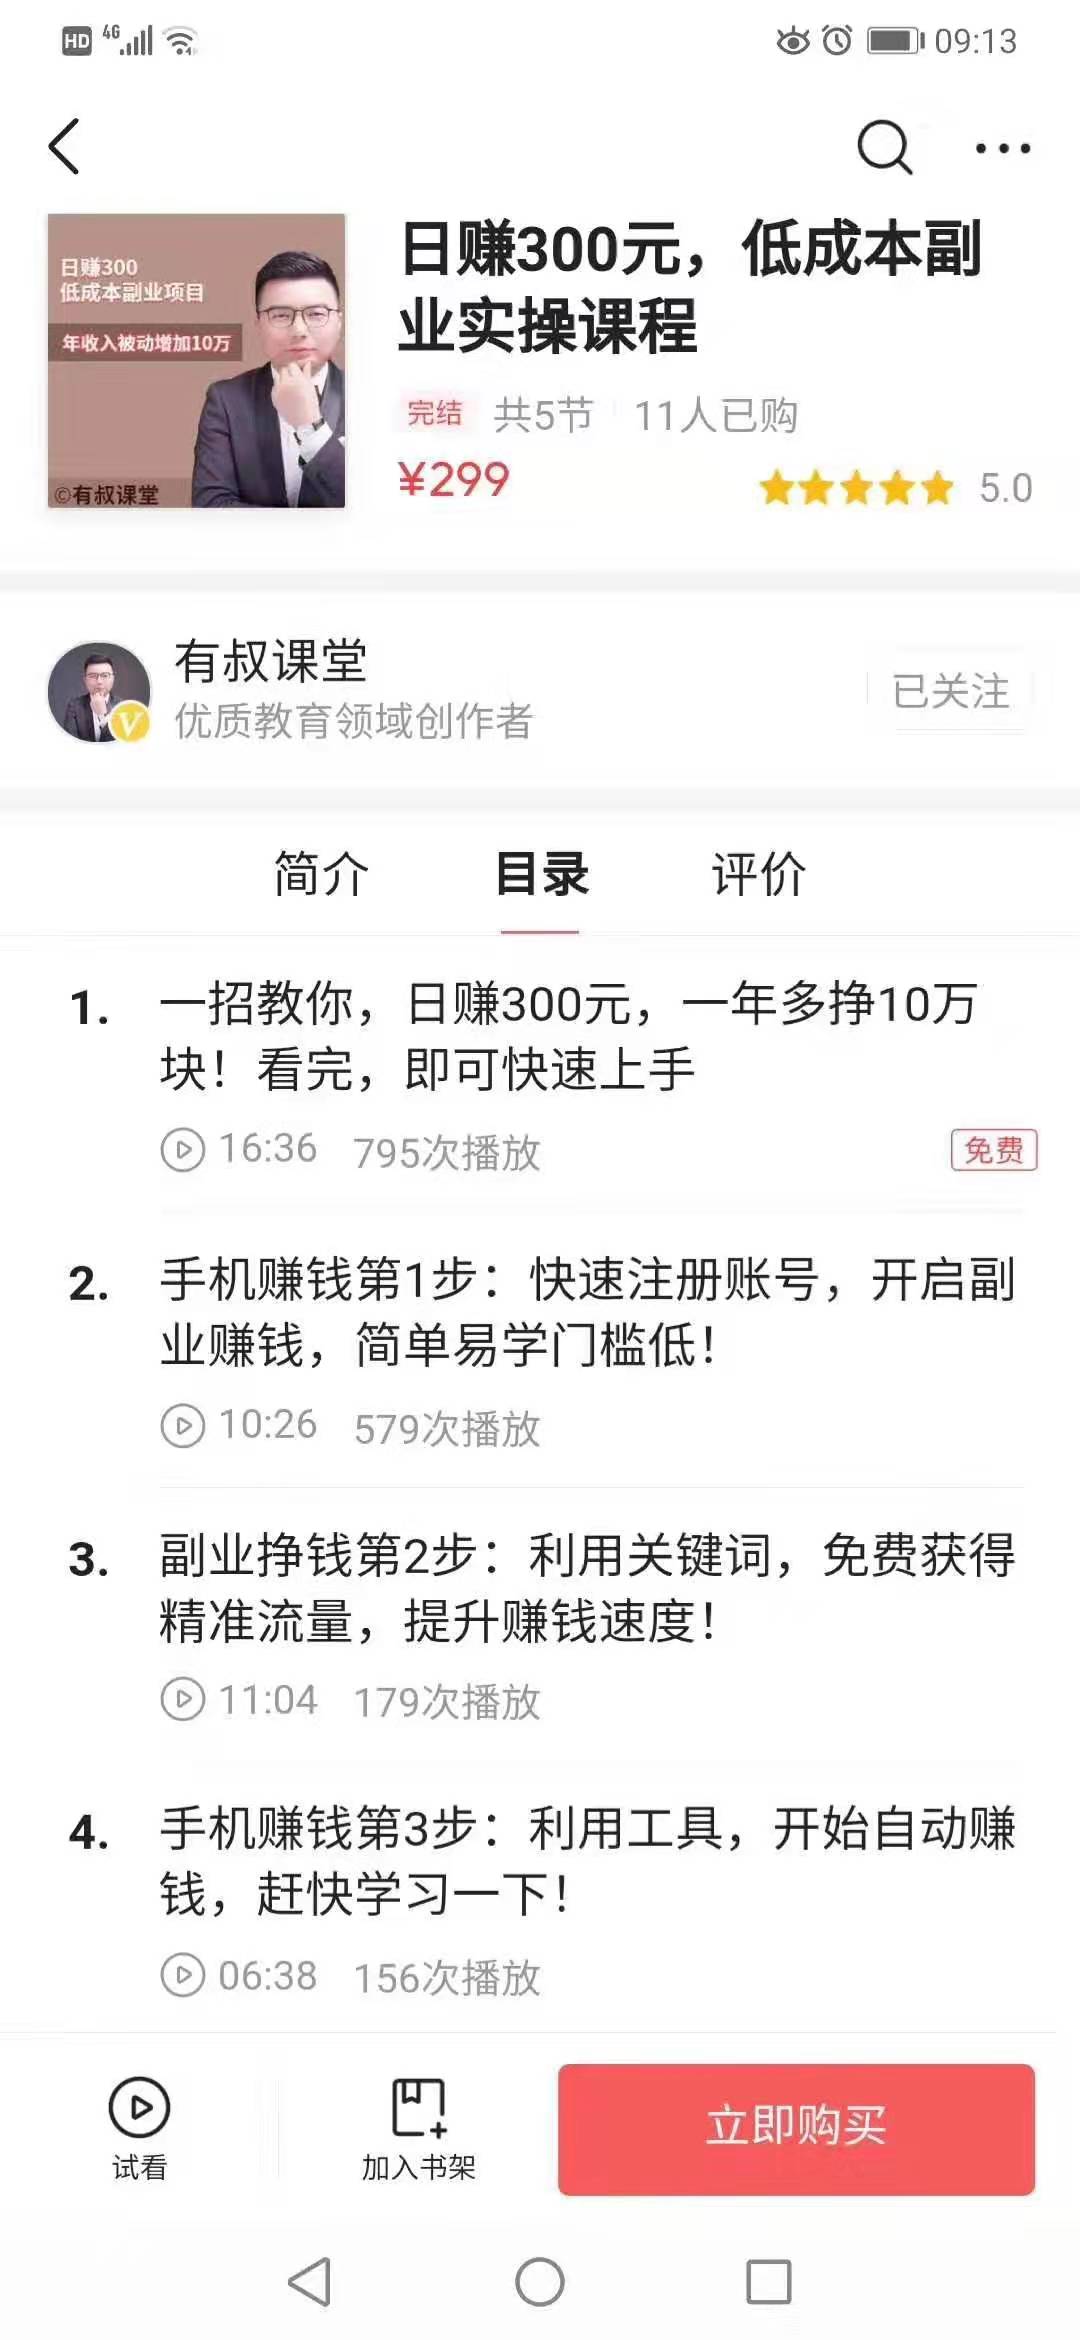 HD 4G 09:13
日赚300
低成本副业项目
年收入被动增加10万
©有叔课堂
日赚300元，低成本副
业实操课程
完结 共5节 11人已购
¥299 5.0
有叔课堂
V
优质教育领域创作者
已关注
简介 目录 评价
1. 一招教你，日赚300元，一年多挣10万
块！看完，即可快速上手
16:36 795次播放 免费
2. 手机赚钱第1步：快速注册账号，开启副
业赚钱，简单易学门槛低！
10:26 579次播放
3. 副业挣钱第2步：利用关键词，免费获得
精准流量，提升赚钱速度！
11:04 179次播放
4. 手机赚钱第3步：利用工具，开始自动赚
钱，赶快学习一下！
06:38 156次播放
试看 加入书架 立即购买